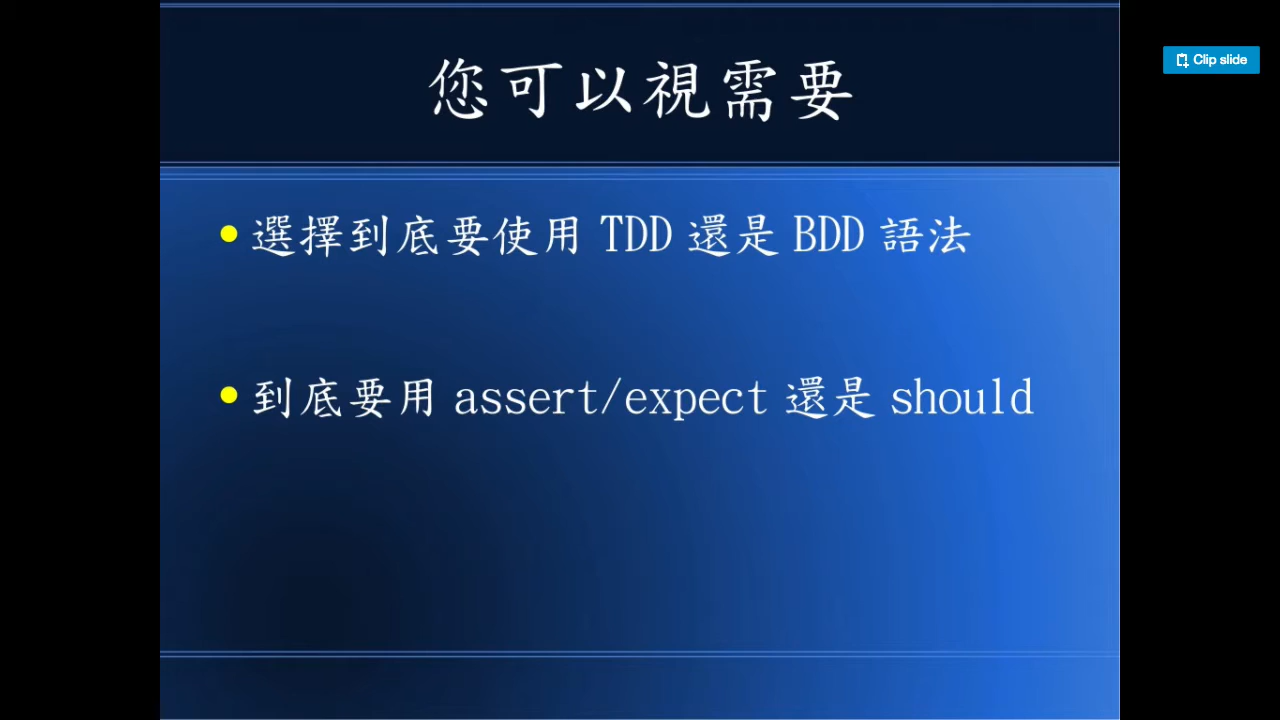 您可以視需要
Clip slide
• 選擇到底要使用 TDD 還是 BDD 語法
• 到底要用 assert/expect 還是 should